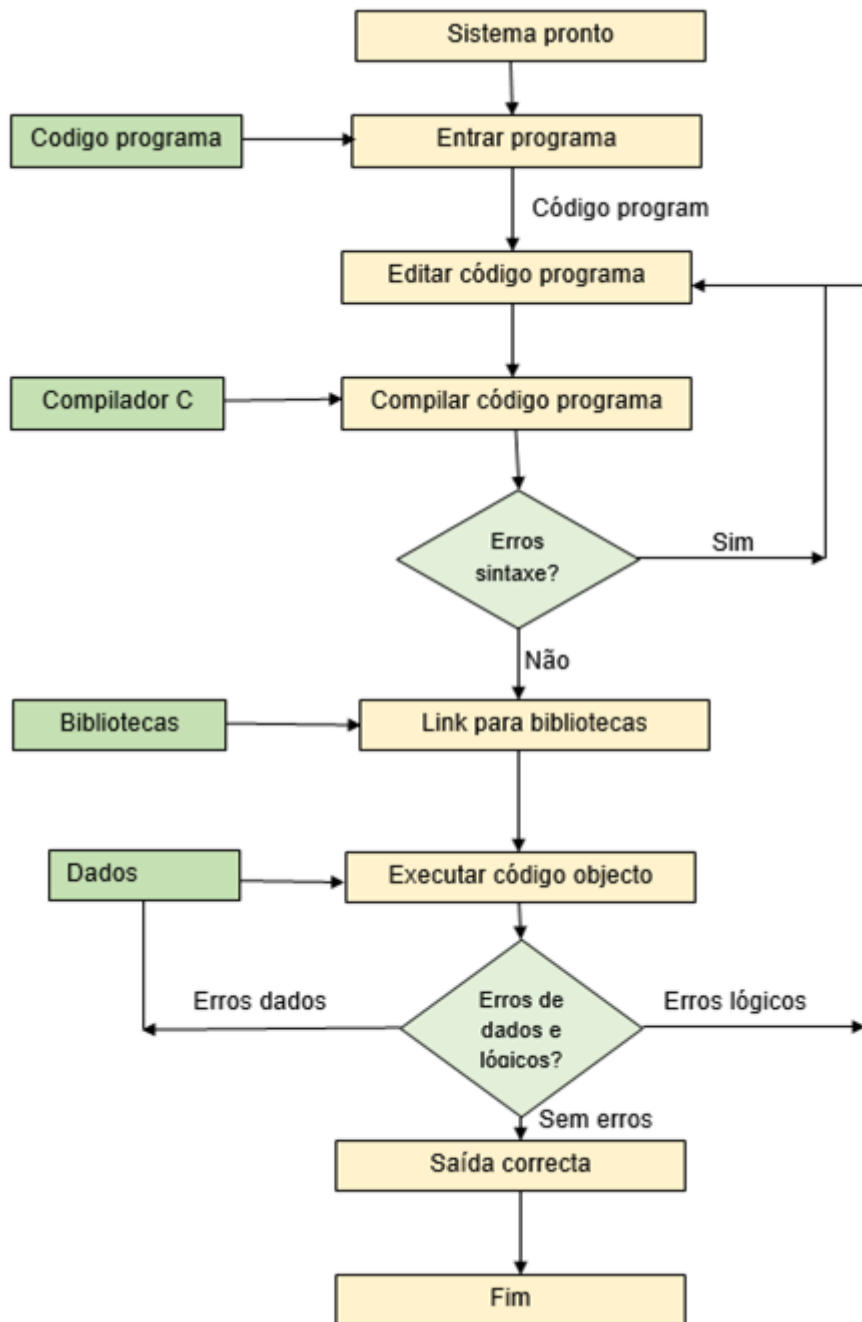 Sistema pronto
Codigo programa
Entrar programa
Código program
Editar código programa
Compilador C
Compilar código programa
Erros
sintaxe?
Sim
Não
Bibliotecas
Link para bibliotecas
Dados
Executar código objecto
Erros dados
Erros de
dados e
lógicos?
Erros lógicos
Sem erros
Saída correcta
Fim